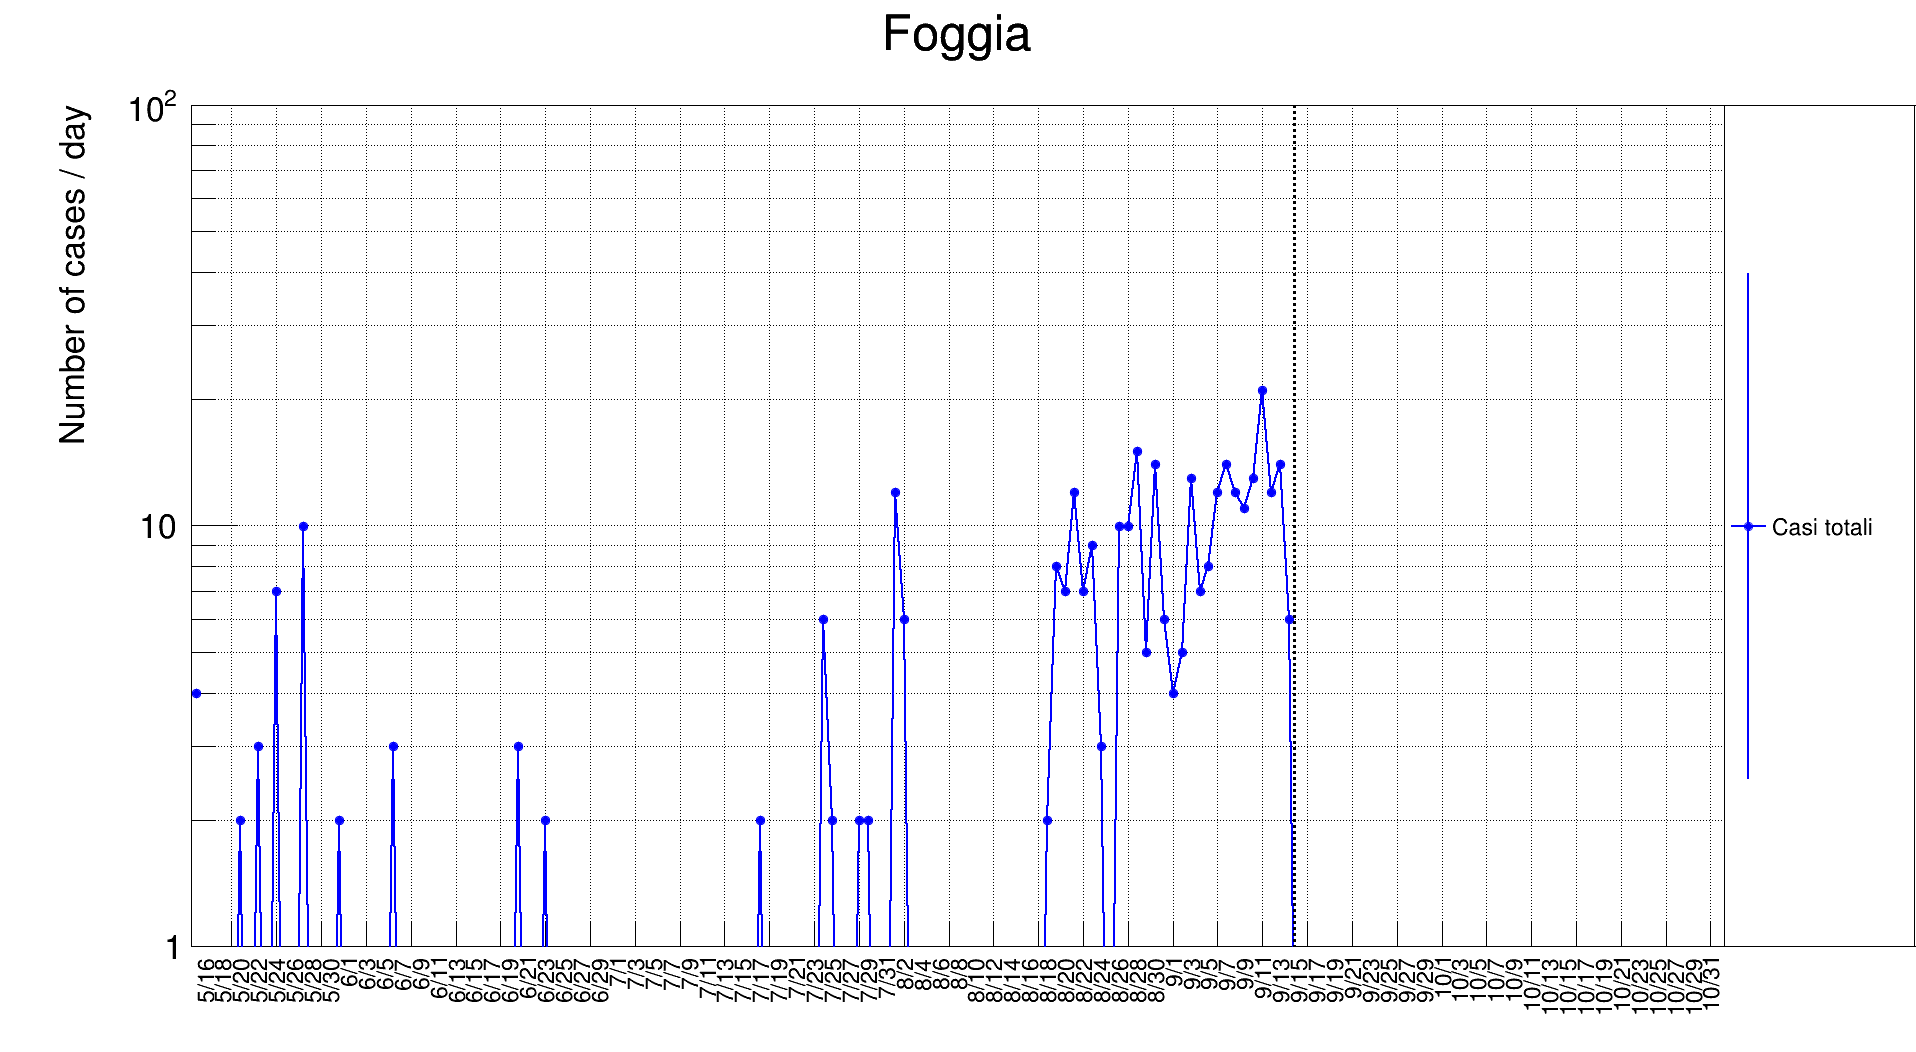 Foggia
Number of cases / day
10²
10
1
5/16 5/18 5/20 5/22 5/24 5/26 5/28 5/30 6/1 6/3 6/5 6/7 6/9 6/11 6/13 6/15 6/17 6/19 6/21 6/23 6/25 6/27 6/29 7/1 7/3 7/5 7/7 7/9 7/11 7/13 7/15 7/17 7/19 7/21 7/23 7/25 7/27 7/29 7/31 8/2 8/4 8/6 8/8 8/10 8/12 8/14 8/16 8/18 8/20 8/22 8/24 8/26 8/28 8/30 9/1 9/3 9/5 9/7 9/9 9/11 9/13 9/15 9/17 9/19 9/21 9/23 9/25 9/27 9/29 10/1 10/3 10/5 10/7 10/9 10/11 10/13 10/15 10/17 10/19 10/21 10/23 10/25 10/27 10/29 10/31
Casi totali